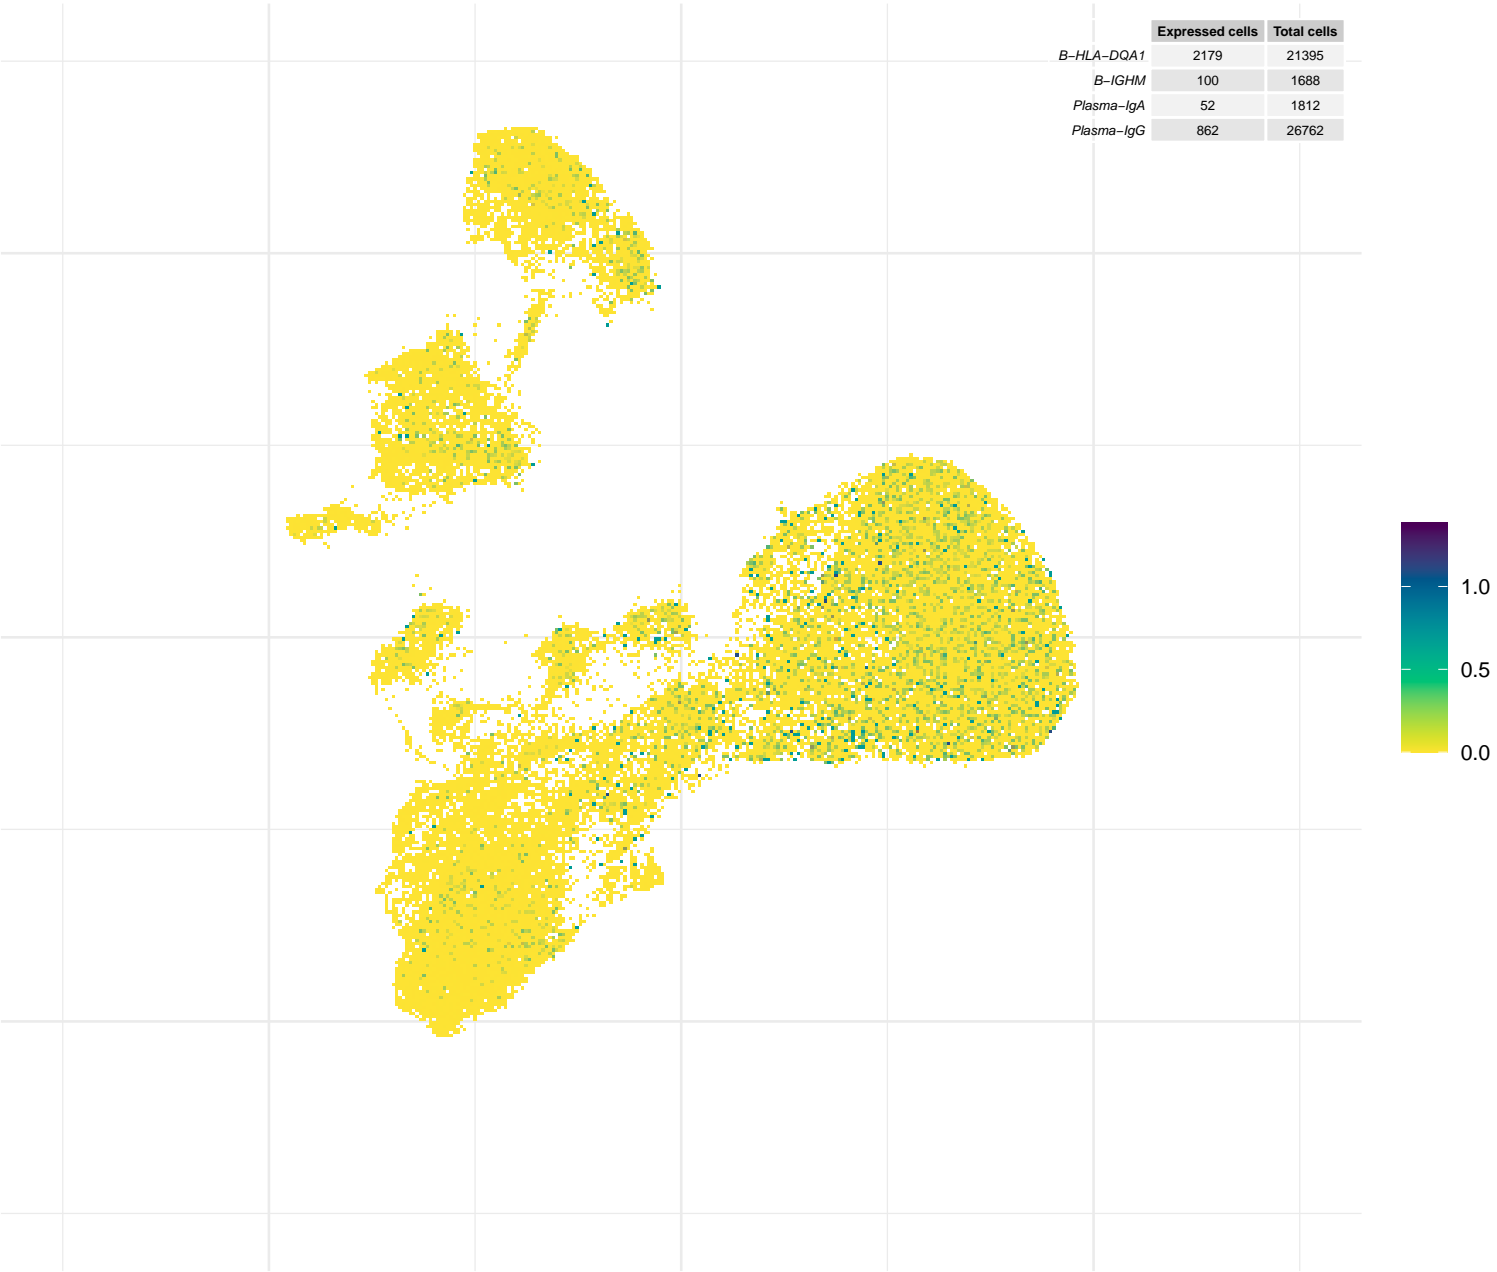 Expressed cells Total cells
B−HLA−DQA1 2179 21395
B−IGHM 100 1688
Plasma−IgA 52 1812
Plasma−IgG 862 26762
1.0
0.5
0.0